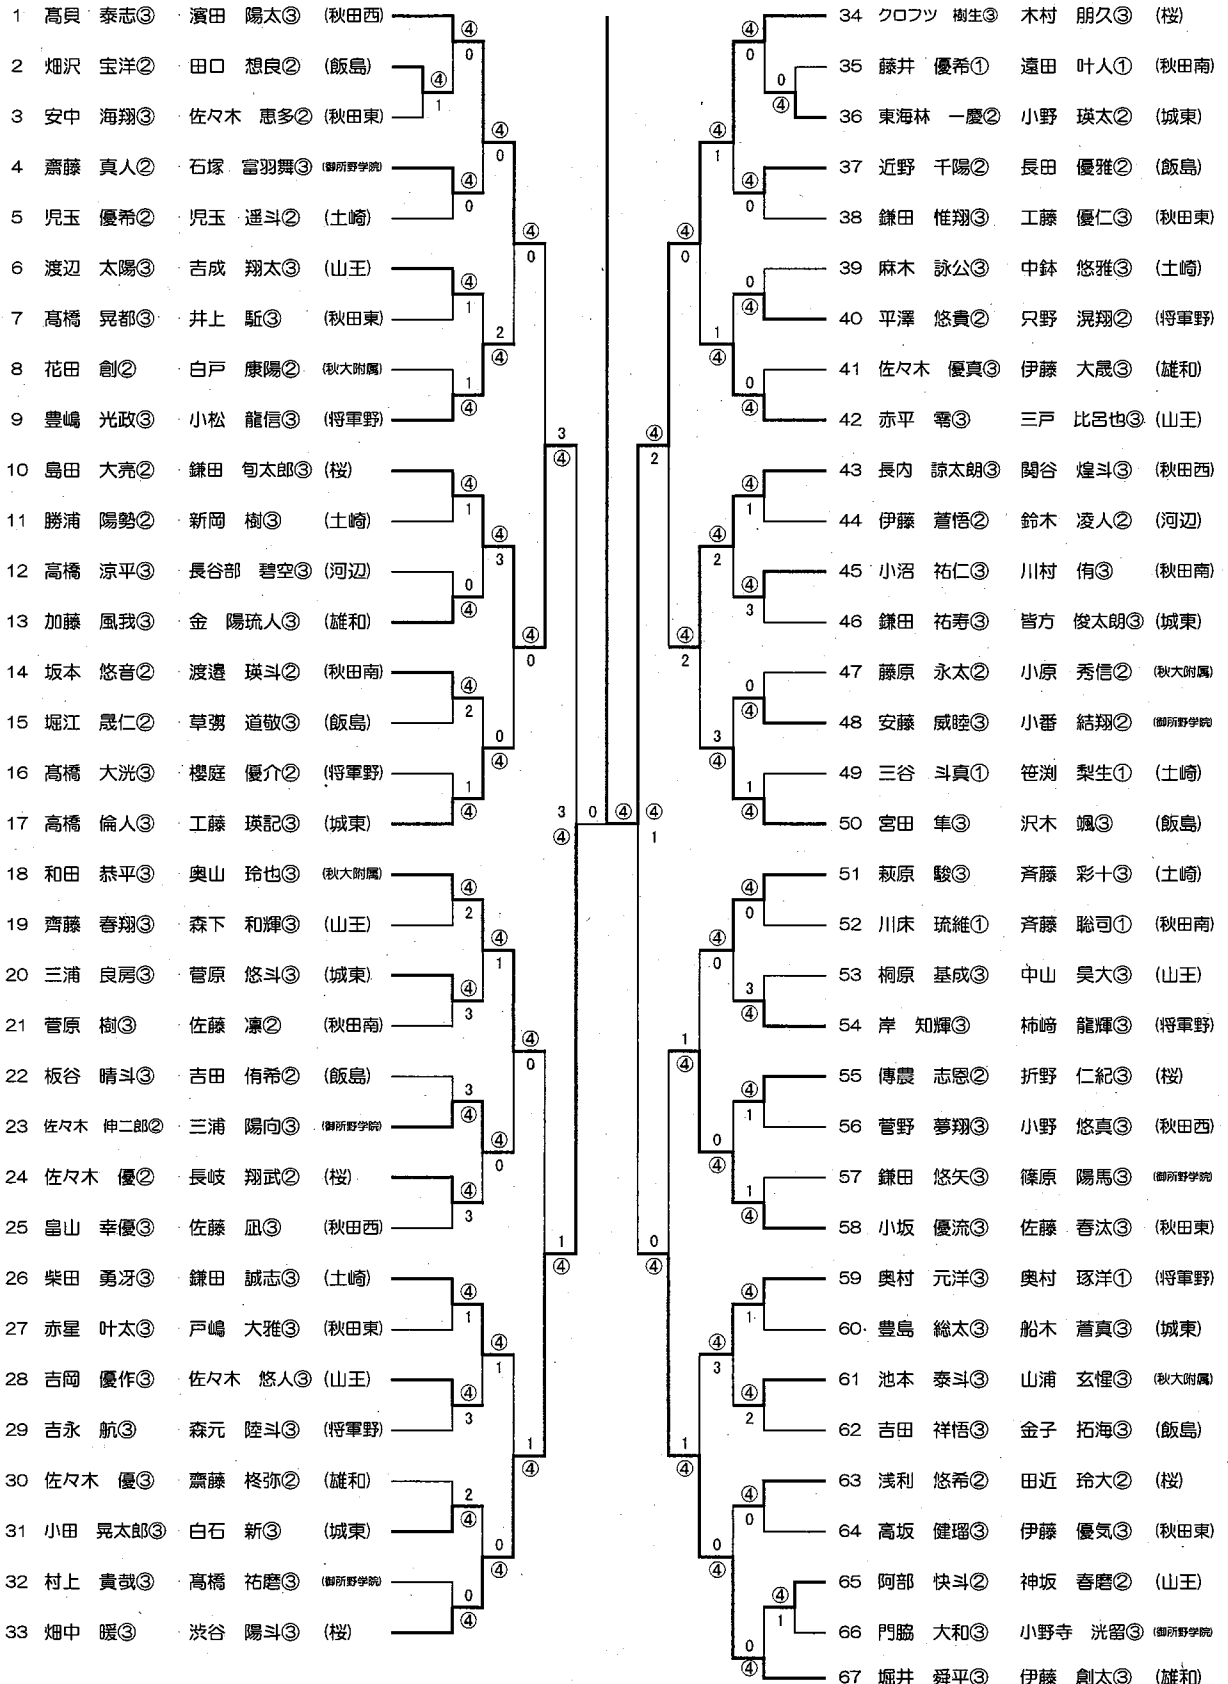 1 髙貝 泰志③ 濱田 陽太③ (秋田西)
2 畑沢 宝洋② 田口 想良② (飯島)
3 安中 海翔③ 佐々木 恵多② (秋田東)
4 齋藤 真人② 石塚 富羽舞③ (御所野学院)
5 児玉 優希② 児玉 遥斗② (土崎)
6 渡辺 太陽③ 吉成 翔太③ (山王)
7 髙橋 晃都③ 井上 駈③ (秋田東)
8 花田 創② 白戸 康陽② (秋大附属)
9 豊嶋 光政③ 小松 龍信③ (将軍野)
10 島田 大亮② 鎌田 旬太郎③ (桜)
11 勝浦 陽勢② 新岡 樹③ (土崎)
12 高橋 涼平③ 長谷部 碧空③ (河辺)
13 加藤 風我③ 金 陽琉人③ (雄和)
14 坂本 悠音② 渡邉 瑛斗② (秋田南)
15 堀江 晟仁② 草彅 道敬③ (飯島)
16 髙橋 大洸③ 櫻庭 優介② (将軍野)
17 高橋 倫人③ 工藤 瑛記③ (城東)
18 和田 恭平③ 奥山 玲也③ (秋大附属)
19 齊藤 春翔③ 森下 和輝③ (山王)
20 三浦 良房③ 菅原 悠斗③ (城東)
21 菅原 樹③ 佐藤 凛② (秋田南)
22 板谷 晴斗③ 吉田 侑希② (飯島)
23 佐々木 伸二郎② 三浦 陽向③ (御所野学院)
24 佐々木 優② 長岐 翔武② (桜)
25 畠山 幸優③ 佐藤 凪③ (秋田西)
26 柴田 勇冴③ 鎌田 誠志③ (土崎)
27 赤星 叶太③ 戸嶋 大雅③ (秋田東)
28 吉岡 優作③ 佐々木 悠人③ (山王)
29 吉永 航③ 森元 陸斗③ (将軍野)
30 佐々木 優③ 齋藤 柊弥② (雄和)
31 小田 晃太郎③ 白石 新③ (城東)
32 村上 貴哉③ 髙橋 祐磨③ (御所野学院)
33 畑中 暖③ 渋谷 陽斗③ (桜)
34 クロフツ 樹生③ 木村 朋久③ (桜)
35 藤井 優希① 遠田 叶人① (秋田南)
36 東海林 一慶② 小野 瑛太② (城東)
37 近野 千陽② 長田 優雅② (飯島)
38 鎌田 惟翔③ 工藤 優仁③ (秋田東)
39 麻木 詠公③ 中鉢 悠雅③ (土崎)
40 平澤 悠貴② 只野 滉翔② (将軍野)
41 佐々木 優真③ 伊藤 大晟③ (雄和)
42 赤平 零③ 三戸 比呂也③ (山王)
43 長内 諒太朗③ 関谷 煌斗③ (秋田西)
44 伊藤 蒼悟② 鈴木 凌人② (河辺)
45 小沼 祐仁③ 川村 侑③ (秋田南)
46 鎌田 祐寿③ 皆方 俊太朗③ (城東)
47 藤原 永太② 小原 秀信② (秋大附属)
48 安藤 威睦③ 小番 結翔② (御所野学院)
49 三谷 斗真① 笹渕 梨生① (土崎)
50 宮田 隼③ 沢木 颯③ (飯島)
51 萩原 駿③ 斉藤 彩十③ (土崎)
52 川床 琉維① 斉藤 聡司① (秋田南)
53 桐原 基成③ 中山 昊大③ (山王)
54 岸 知輝③ 柿﨑 龍輝③ (将軍野)
55 傳農 志恩② 折野 仁紀③ (桜)
56 菅野 夢翔③ 小野 悠真③ (秋田西)
57 鎌田 悠矢③ 篠原 陽馬③ (御所野学院)
58 小坂 優流③ 佐藤 春汰③ (秋田東)
59 奥村 元洋③ 奥村 琢洋① (将軍野)
60 豊島 総太③ 船木 蒼真③ (城東)
61 池本 泰斗③ 山浦 玄惺③ (秋大附属)
62 吉田 祥悟③ 金子 拓海③ (飯島)
63 浅利 悠希② 田近 玲大② (桜)
64 高坂 健瑠③ 伊藤 優気③ (秋田東)
65 阿部 快斗② 神坂 春磨② (山王)
66 門脇 大和③ 小野寺 洸留③ (御所野学院)
67 堀井 舜平③ 伊藤 創太③ (雄和)